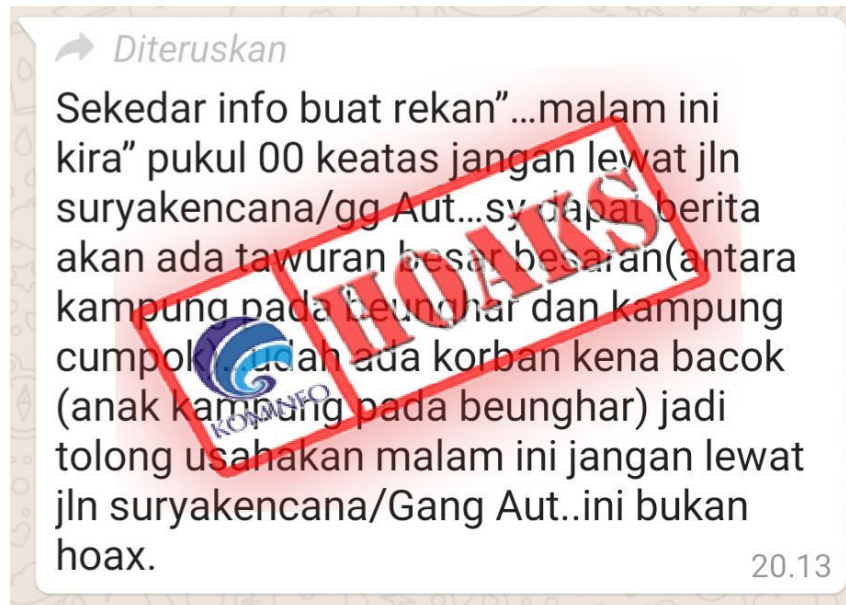 Diteruskan
Sekedar info buat rekan"...malam ini
kira" pukul 00 keatas jangan lewat jln
suryakencana/gg Aut...sy dapat berita
akan ada tawuran besar besaran(antara
kampung pada beunghar dan kampung
cumpok)...udah ada korban kena bacok
(anak kampung pada beunghar) jadi
tolong usahakan malam ini jangan lewat
jln suryakencana/Gang Aut..ini bukan
hoax.
20.13
HOAKS
KOMINFO